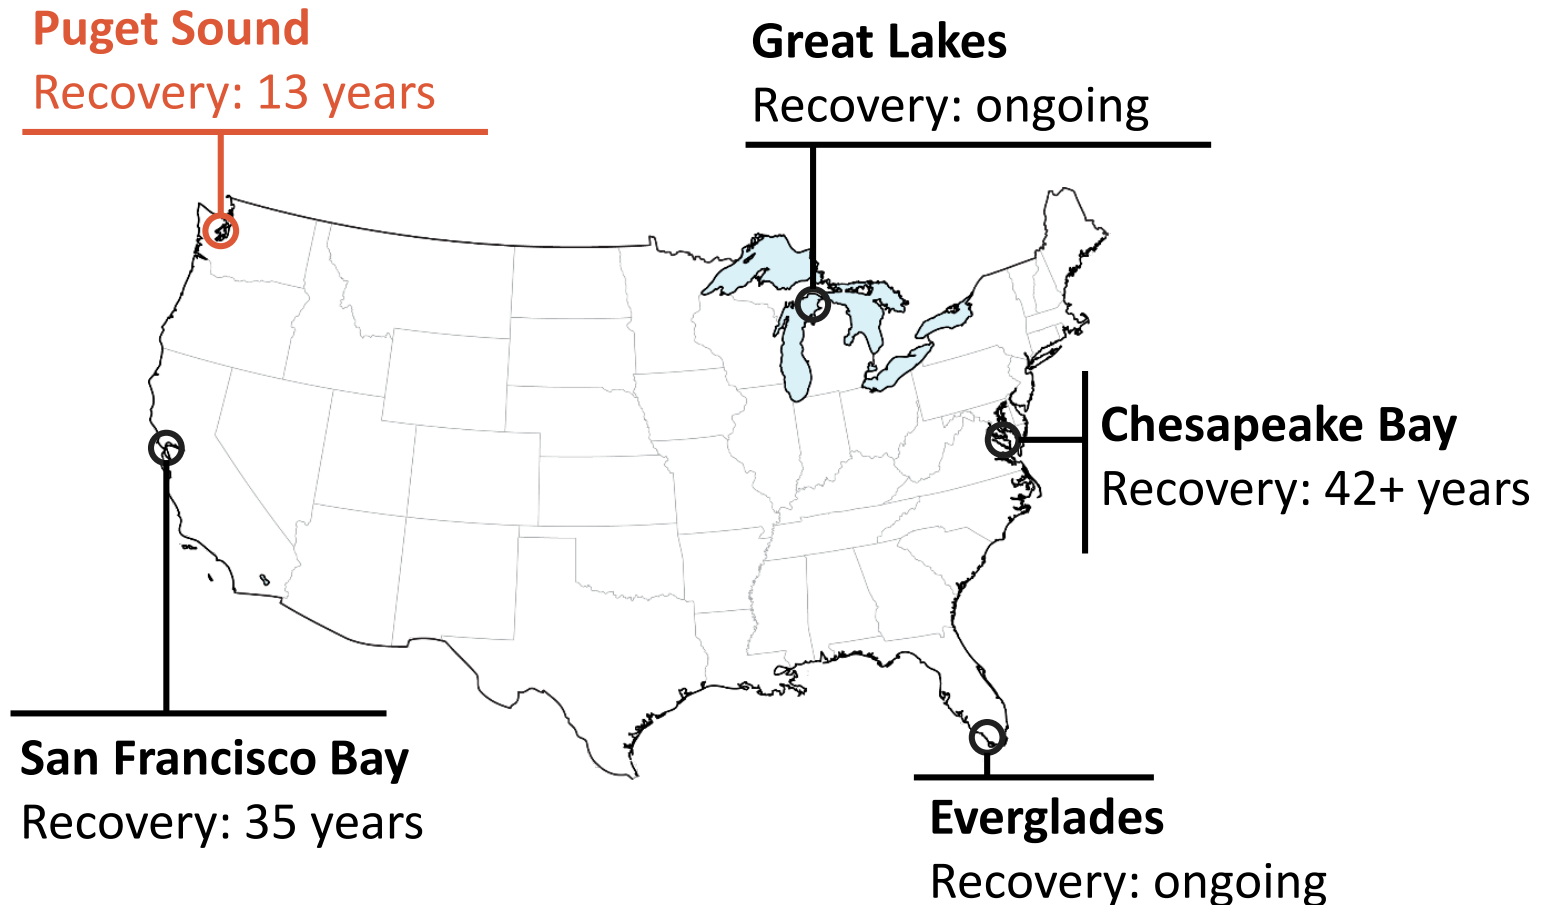 Puget Sound
Recovery: 13 years
Great Lakes
Recovery: ongoing
Chesapeake Bay
Recovery: 42+ years
San Francisco Bay
Recovery: 35 years
Everglades
Recovery: ongoing